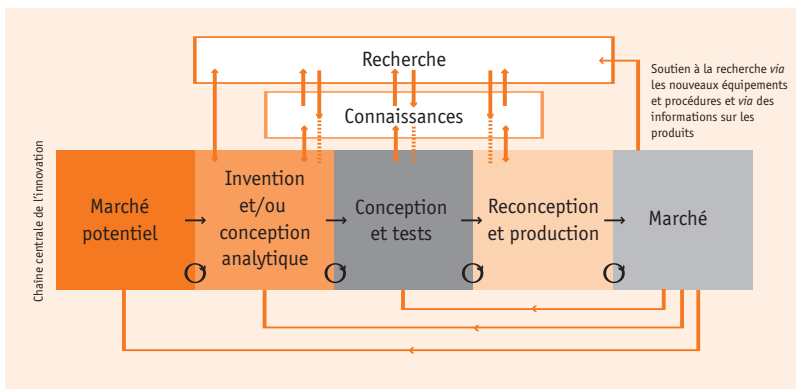 Recherche
Soutien à la recherche via
les nouveaux équipements
et procédures et via des
informations sur les
produits
Connaissances
Chaîne centrale de l'innovation
Marché
potentiel
Invention
et/ou
conception
analytique
Conception
et tests
Reconception
et production
Marché